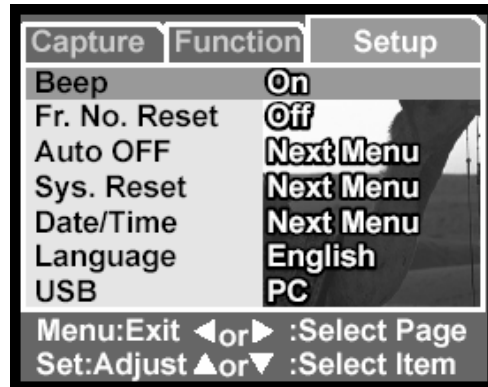 Capture Function Setup
Beep On
Fr. No. Reset Off
Auto OFF Next Menu
Sys. Reset Next Menu
Date/Time Next Menu
Language English
USB PC
Menu:Exit ◀or▶ :Select Page
Set:Adjust ▲or▼ :Select Item